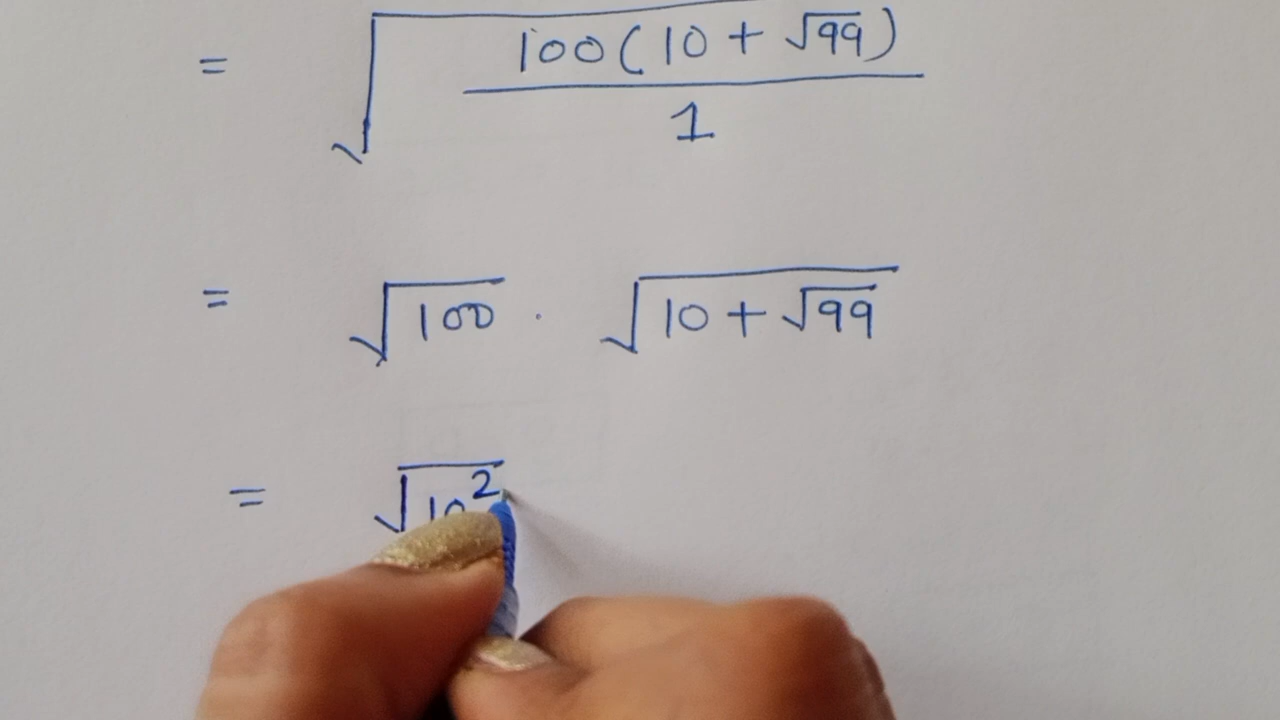 = √(100(10 + √99) / 1)
= √100 · √(10 + √99)
= √10²